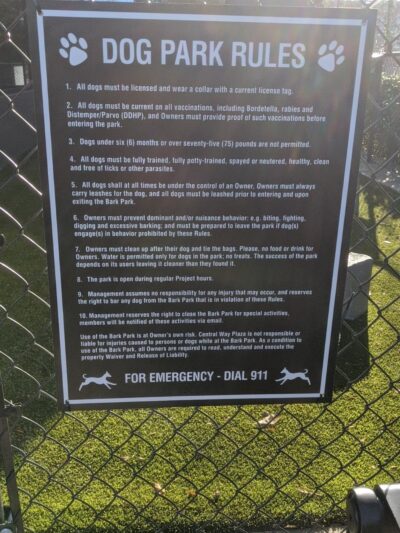 DOG PARK RULES
1. All dogs must be licensed and wear a collar with a current license tag.
2. All dogs must be current on all vaccinations, including Bordetella, rabies and
Distemper/Parvo (DDHP), and Owners must provide proof of such vaccinations before
entering the park.
3. Dogs under six (6) months or over seventy-five (75) pounds are not permitted.
4. All dogs must be fully trained, fully potty-trained, spayed or neutered, healthy, clean
and free of ticks or other parasites.
5. All dogs shall at all times be under the control of an Owner, Owners must always
carry leashes for the dog, and all dogs must be leashed prior to entering and upon
exiting the Bark Park.
6. Owners must prevent dominant and/or nuisance behavior: e.g. biting, fighting,
digging and excessive barking; and must be prepared to leave the park if dog(s)
engage(s) in behavior prohibited by these Rules.
7. Owners must clean up after their dog and tie the bags. Please, no food or drink for
Owners. Water is permitted only for dogs in the park; no treats. The success of the park
depends on its users leaving it cleaner than they found it.
8. The park is open during regular Project hours.
9. Management assumes no responsibility for any injury that may occur, and reserves
the right to bar any dog from the Bark Park that is in violation of these Rules.
10. Management reserves the right to close the Bark Park for special activities,
members will be notified of these activities via email.
Use of the Bark Park is at Owner's own risk. Central Way Plaza is not responsible or
liable for injuries caused to persons or dogs while at the Bark Park. As a condition to
use of the Bark Park, all Owners are required to read, understand and execute the
property Waiver and Release of Liability.
FOR EMERGENCY - DIAL 911